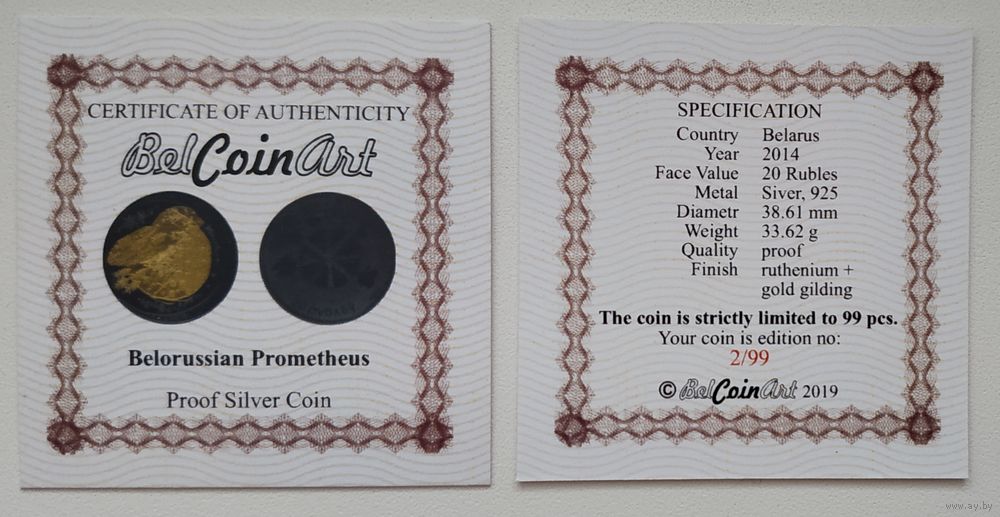 CERTIFICATE OF AUTHENTICITY
BelCoinArt
Belorussian Prometheus
Proof Silver Coin
SPECIFICATION
Country Belarus
Year 2014
Face Value 20 Rubles
Metal Siver, 925
Diametr 38.61 mm
Weight 33.62 g
Quality proof
Finish ruthenium +
gold gilding
The coin is strictly limited to 99 pcs.
Your coin is edition no:
2/99
© BelCoinArt 2019
www.ay.by